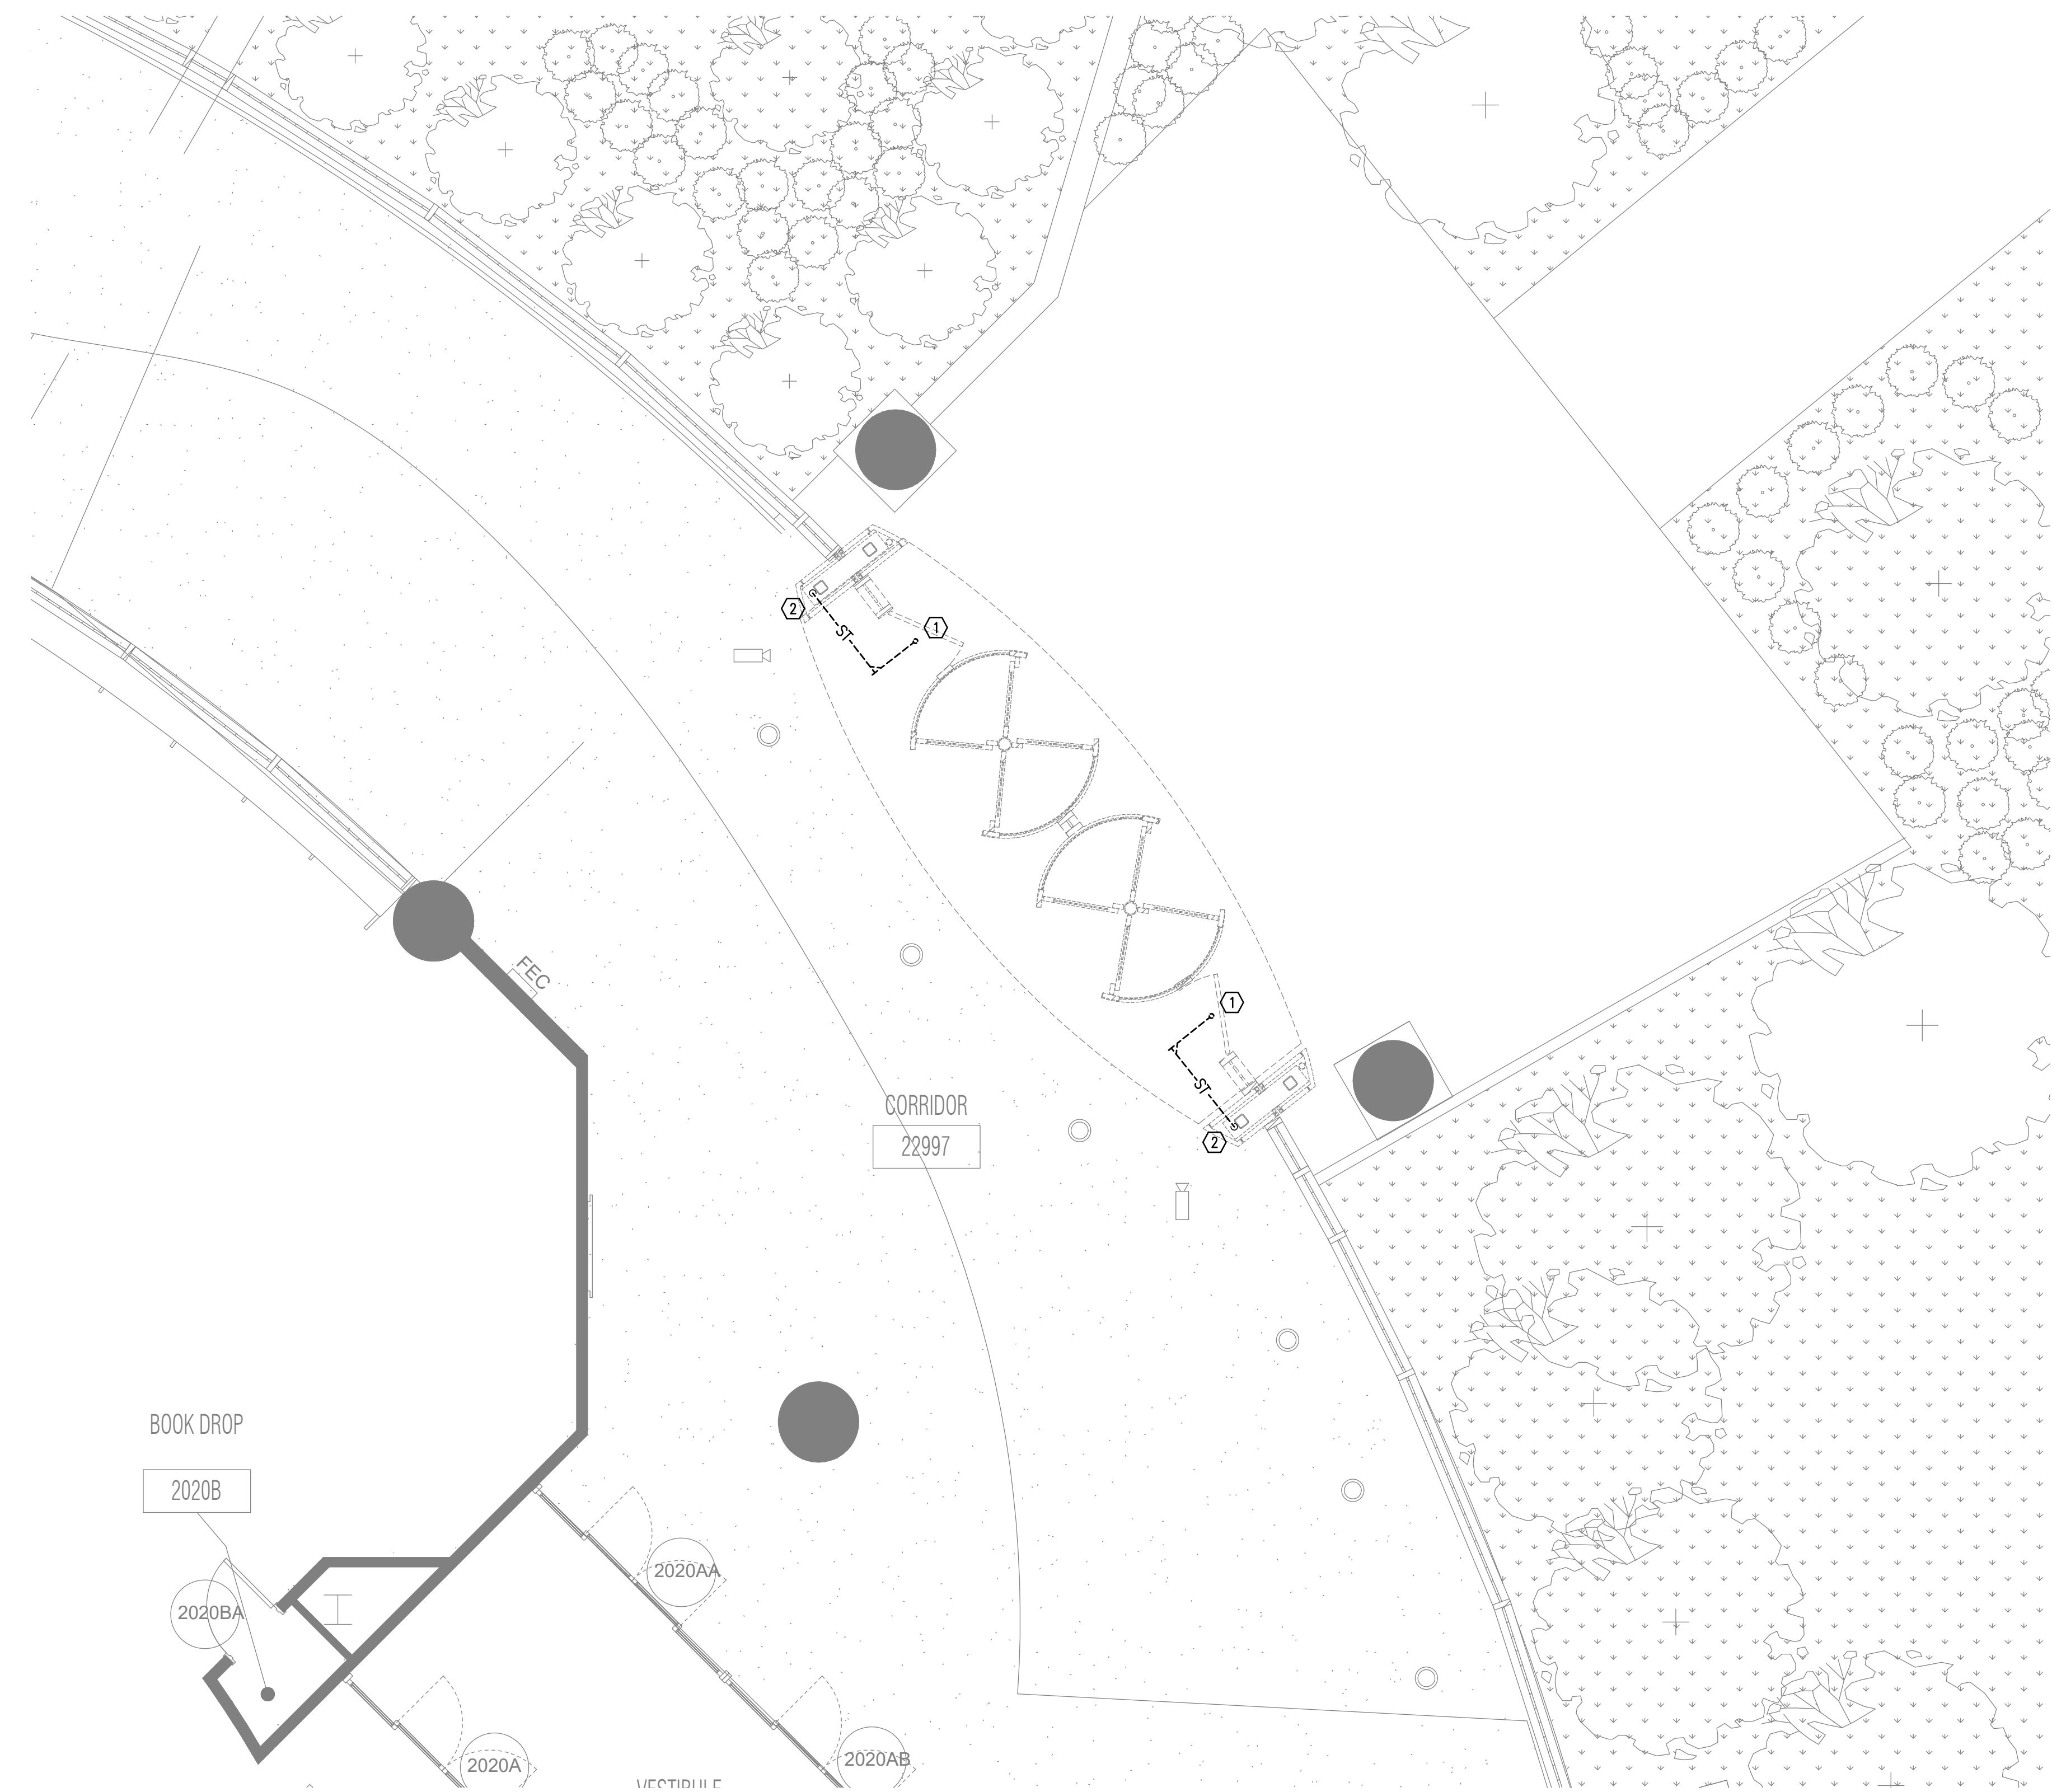 2
ST
1
FEC
1
ST
2
CORRIDOR
22997
BOOK DROP
2020B
2020AA
2020BA
2020A
2020AB
VESTIBULE